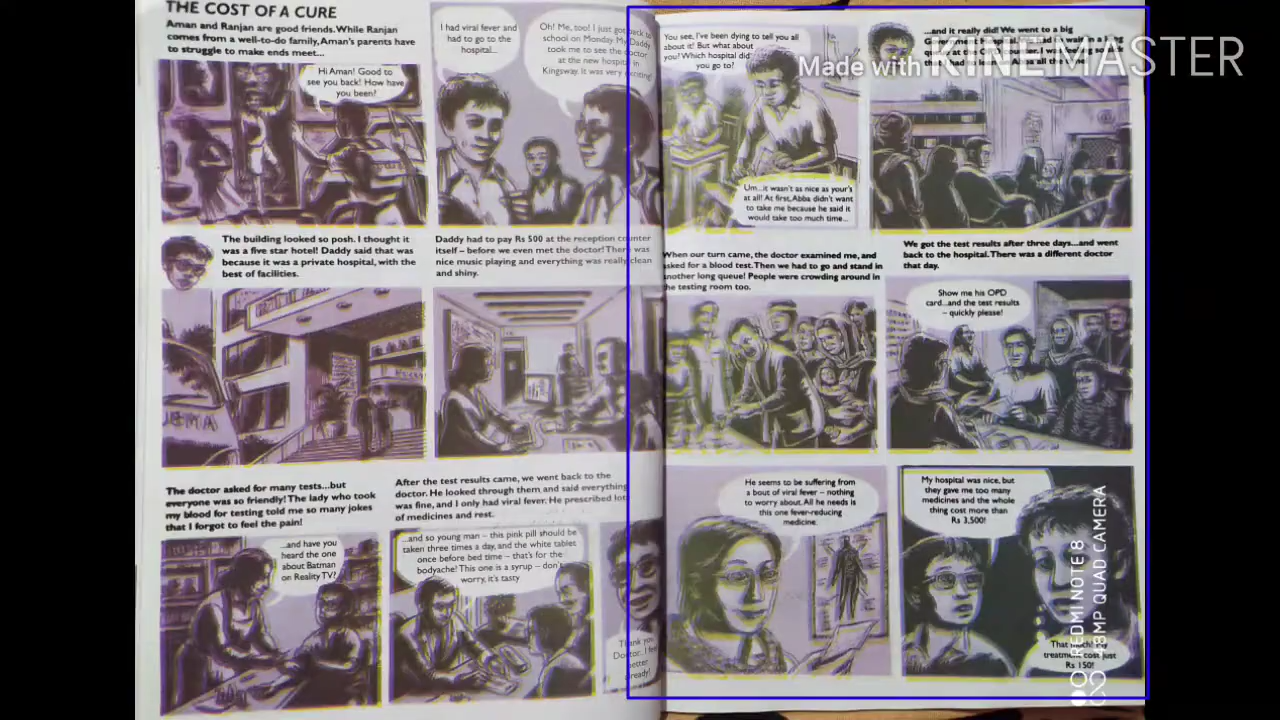 THE COST OF A CURE
Aman and Ranjan are good friends. While Ranjan
comes from a well-to-do family, Aman's parents have
to struggle to make ends meet...
Hi Aman! Good to
see you back! How have
you been?
I had viral fever and
had to go to the
hospital...
Oh! Me, too! I just got back to
school on Monday. My Daddy
took me to see the doctor
at the new hospital in
Kingsway. It was very exciting!
The building looked so posh. I thought it
was a five star hotel! Daddy said that was
because it was a private hospital, with the
best of facilities.
Daddy had to pay Rs 500 at the reception counter
itself – before we even met the doctor! There was
nice music playing and everything was really clean
and shiny.
The doctor asked for many tests...but
everyone was so friendly! The lady who took
my blood for testing told me so many jokes
that I forgot to feel the pain!
...and have you
heard the one
about Batman
on Reality TV?
After the test results came, we went back to the
doctor. He looked through them and said everything
was fine, and I only had viral fever. He prescribed lots
of medicines and rest.
...and so young man – this pink pill should be
taken three times a day, and the white tablet
once before bed time – that's for the
bodyache! This one is a syrup – don't
worry, it's tasty
Thank you
Doctor. I feel
better
already!
You see, I've been dying to tell you all
about it! But what about
you? Which hospital did
you go to?
Um...it wasn't as nice as your's
at all! At first, Abba didn't want
to take me because he said it
would take too much time...
...and it really did! We went to a big
Made with KINEMASTER
When our turn came, the doctor examined me, and
asked for a blood test. Then we had to go and stand in
another long queue! People were crowding around in
the testing room too.
We got the test results after three days...and went
back to the hospital. There was a different doctor
that day.
Show me his OPD
card...and the test results
– quickly please!
He seems to be suffering from
a bout of viral fever – nothing
to worry about. All he needs is
this one fever-reducing
medicine.
My hospital was nice, but
they gave me too many
medicines and the whole
thing cost more than
Rs 3,500!
That much! My
treatment cost just
Rs 150!
REDMI NOTE 8
48MP QUAD CAMERA